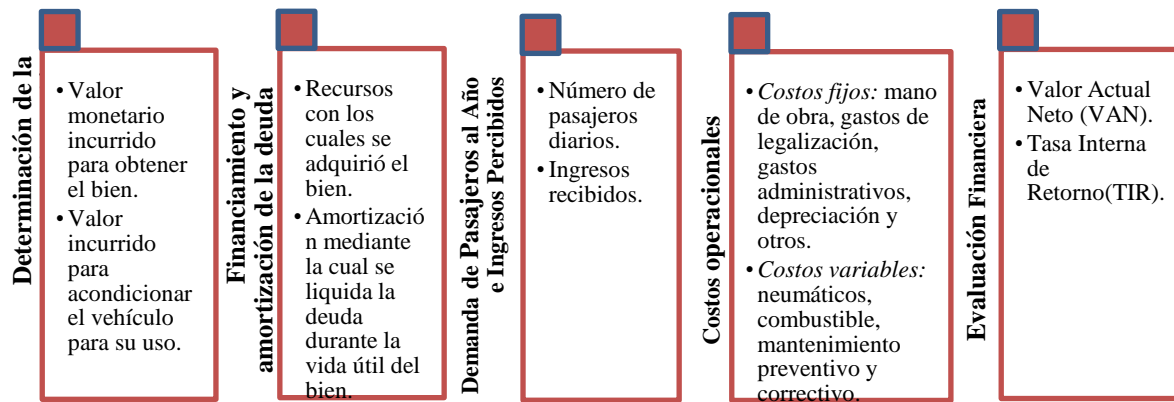 Determinación de la
• Valor
monetario
incurrido
para obtener
el bien.
• Valor
incurrido
para
acondicionar
el vehículo
para su uso.
Financiamiento y
amortización de la deuda
• Recursos
con los
cuales se
adquirió el
bien.
• Amortizació
n mediante
la cual se
liquida la
deuda
durante la
vida útil del
bien.
Demanda de Pasajeros al Año
e Ingresos Percibidos
• Número de
pasajeros
diarios.
• Ingresos
recibidos.
Costos operacionales
• Costos fijos: mano
de obra, gastos de
legalización,
gastos
administrativos,
depreciación y
otros.
• Costos variables:
neumáticos,
combustible,
mantenimiento
preventivo y
correctivo.
Evaluación Financiera
• Valor Actual
Neto (VAN).
• Tasa Interna
de
Retorno(TIR).